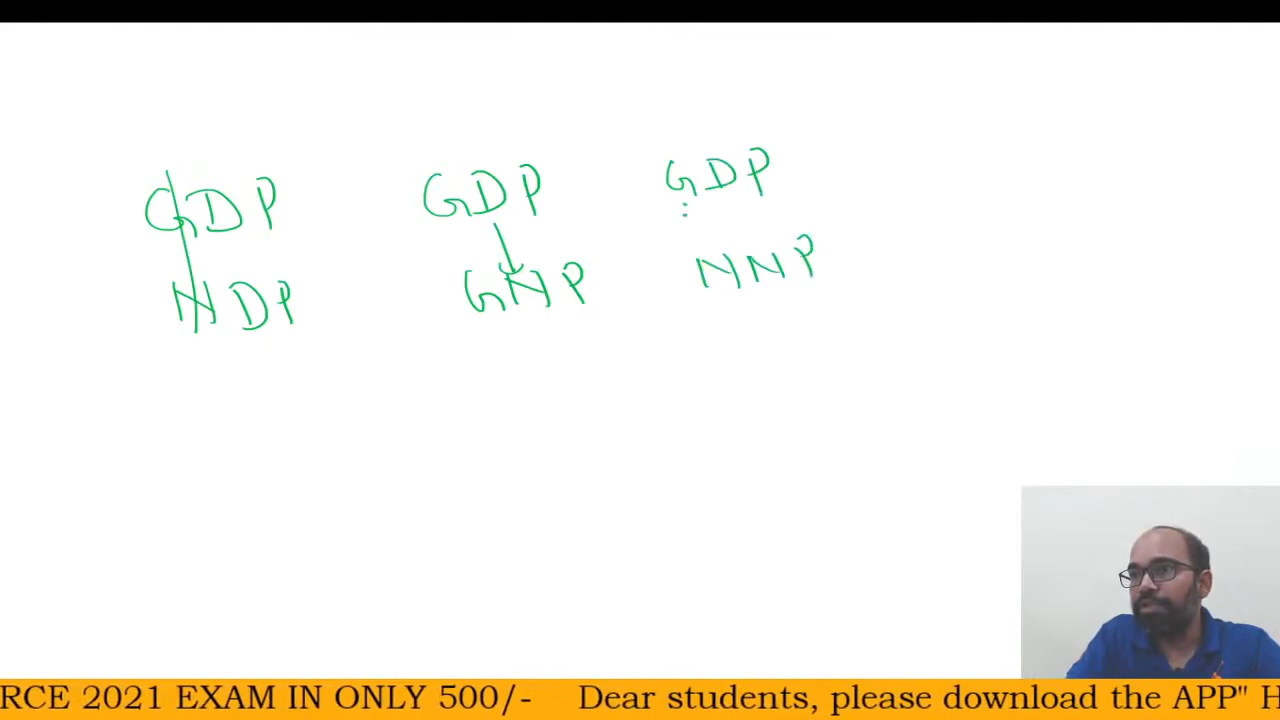 GDP GDP GDP
NDP GNP NNP
RCE 2021 EXAM IN ONLY 500/- Dear students, please download the APP" H